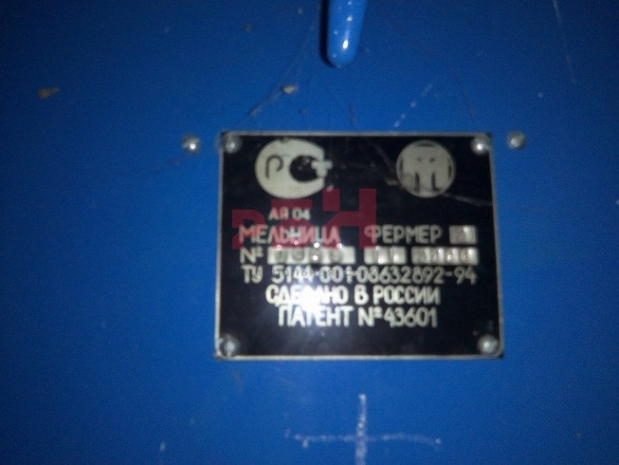 РСТ
АЯ 04
МЕЛЬНИЦА ФЕРМЕР
№
ТУ 5144-001-08632892-94
СДЕЛАНО В РОССИИ
ПАТЕНТ №43601